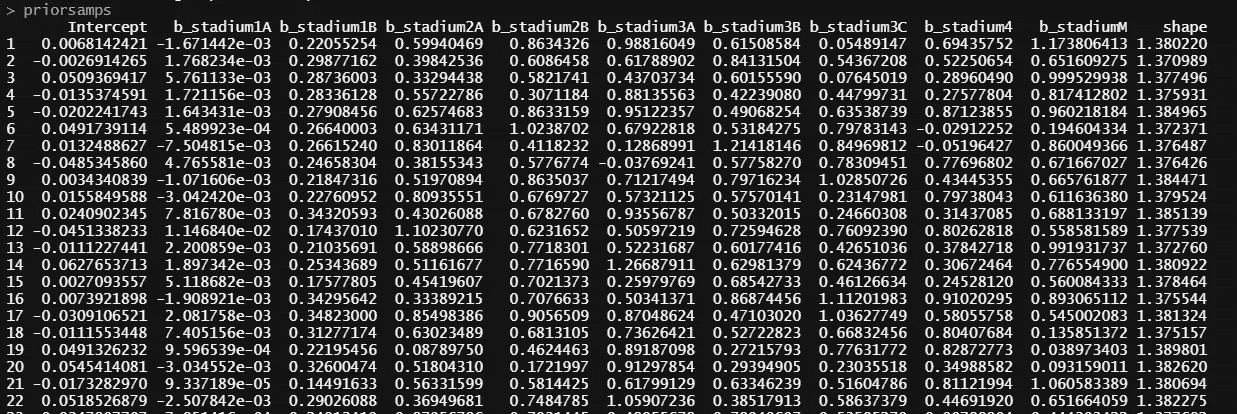 > priorsamps
Intercept b_stadium1A b_stadium1B b_stadium2A b_stadium2B b_stadium3A b_stadium3B b_stadium3C b_stadium4 b_stadiumM shape
1 0.0068142421 -1.671442e-03 0.22055254 0.59940469 0.8634326 0.98816049 0.61508584 0.05489147 0.69435752 1.173806413 1.380220
2 -0.0026914265 1.768234e-03 0.29877162 0.39842536 0.6086458 0.61788902 0.84131504 0.54367208 0.52250654 0.651609275 1.370989
3 0.0509369417 5.761133e-03 0.28736003 0.33294438 0.5821741 0.43703734 0.60155590 0.07645019 0.28960490 0.999529938 1.377496
4 -0.0135374591 1.721156e-03 0.28336128 0.55722786 0.3071184 0.88135563 0.42239080 0.44799731 0.27577804 0.817412802 1.375931
5 -0.0202241743 1.643431e-03 0.27908456 0.62574683 0.8633159 0.95122357 0.49068254 0.63538739 0.87123855 0.960218184 1.384965
6 0.0491739114 5.489923e-04 0.26640003 0.63431171 1.0238702 0.67922818 0.53184275 0.79783143 -0.02912252 0.194604334 1.372371
7 0.0132488627 -7.504815e-03 0.26615240 0.83011864 0.4118232 0.12868991 1.21418146 0.84969812 -0.05196427 0.860049366 1.376487
8 -0.0485345860 4.765581e-03 0.24658304 0.38155343 0.5776774 -0.03769241 0.57758270 0.78309451 0.77696802 0.671667027 1.376426
9 0.0034340839 -1.071606e-03 0.21847316 0.51970894 0.8635037 0.71217494 0.79716234 1.02850726 0.43445355 0.665761877 1.384471
10 0.0155849588 -3.042420e-03 0.22760952 0.80935551 0.6769727 0.57321125 0.57570141 0.23147981 0.79738043 0.611636380 1.379524
11 0.0240902345 7.816780e-03 0.34320593 0.43026088 0.6782760 0.93556787 0.50332015 0.24660308 0.31437085 0.688133197 1.385139
12 -0.0451338233 1.146840e-02 0.17437010 1.10230770 0.6231652 0.50597219 0.72594628 0.76092390 0.80262818 0.558581589 1.377539
13 -0.0111227441 2.200859e-03 0.21035691 0.58898666 0.7718301 0.52231687 0.60177416 0.42651036 0.37842718 0.991931737 1.372760
14 0.0627653713 1.897342e-03 0.25343689 0.51161677 0.7716590 1.26687911 0.62981379 0.62436772 0.30672464 0.776554900 1.380922
15 0.0027093557 5.118682e-03 0.17577805 0.45419607 0.7021373 0.25979769 0.68542733 0.46126634 0.24528120 0.560084333 1.378464
16 0.0073921898 -1.908921e-03 0.34295642 0.33389215 0.7076633 0.50341371 0.86874456 1.11201983 0.91020295 0.893065112 1.375544
17 -0.0309106521 2.081758e-03 0.34823000 0.85498386 0.9056509 0.87048624 0.47103020 1.03627749 0.58055758 0.545002083 1.381324
18 -0.0111553448 7.405156e-03 0.31277174 0.63023489 0.6813105 0.73626421 0.52722823 0.66832456 0.80407684 0.135851372 1.375157
19 0.0491326232 9.596539e-04 0.22195456 0.08789750 0.4624463 0.89187098 0.27215793 0.77631772 0.82872773 0.038973403 1.389801
20 0.0545414081 -3.034552e-03 0.32600474 0.51804310 0.1721997 0.91297854 0.29394905 0.23035518 0.34988582 0.093159011 1.382620
21 -0.0173282970 9.337189e-05 0.14491633 0.56331599 0.5814425 0.61799129 0.63346239 0.51604786 0.81121994 1.060583389 1.380694
22 0.0518526879 -2.507842e-03 0.29026088 0.36949681 0.7484785 1.05907236 0.38517913 0.58637379 0.44691920 0.651664059 1.382275